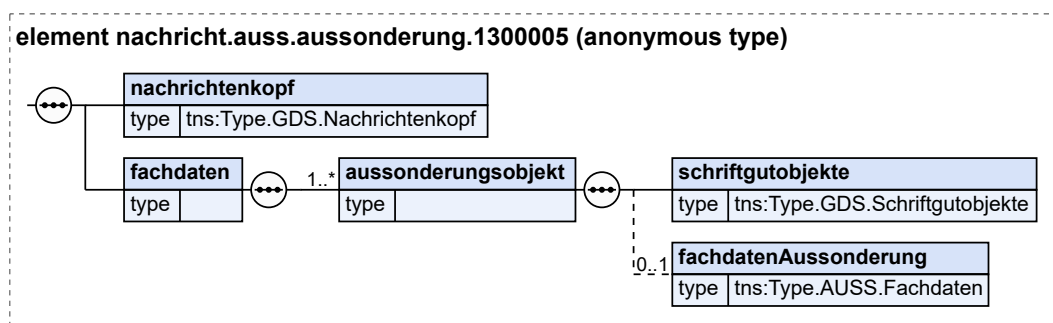 element nachricht.auss.aussonderung.1300005 (anonymous type)
nachrichtenkopf
type tns:Type.GDS.Nachrichtenkopf
fachdaten
type
1..*
aussonderungsobjekt
type
schriftgutobjekte
type tns:Type.GDS.Schriftgutobjekte
0..1
fachdatenAussonderung
type tns:Type.AUSS.Fachdaten